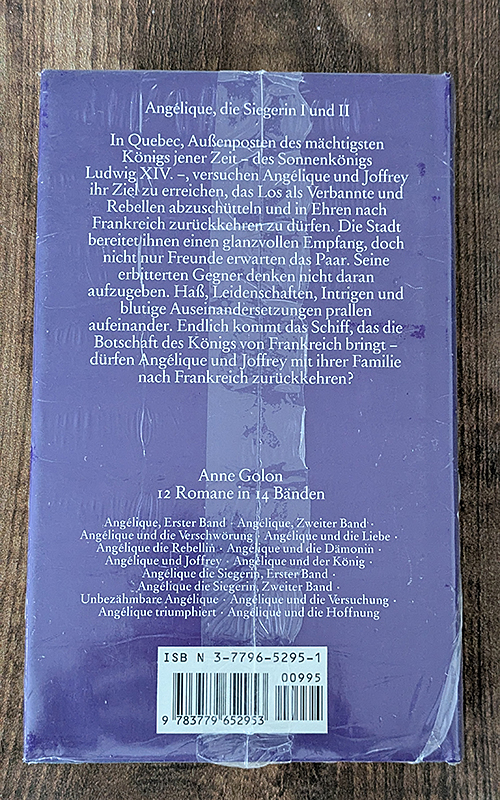 Angélique, die Siegerin I und II
In Quebec, Außenposten des mächtigsten
Königs jener Zeit – des Sonnenkönigs
Ludwig XIV. –, versuchen Angélique und Joffrey
ihr Ziel zu erreichen, das Los als Verbannte und
Rebellen abzuschütteln und in Ehren nach
Frankreich zurückkehren zu dürfen. Die Stadt
bereitet ihnen einen glanzvollen Empfang, doch
nicht nur Freunde erwarten das Paar. Seine
erbitterten Gegner denken nicht daran
aufzugeben. Haß, Leidenschaften, Intrigen und
blutige Auseinandersetzungen prallen
aufeinander. Endlich kommt das Schiff, das die
Botschaft des Königs von Frankreich bringt –
dürfen Angélique und Joffrey mit ihrer Familie
nach Frankreich zurückkehren?
Anne Golon
12 Romane in 14 Bänden
Angélique, Erster Band · Angélique, Zweiter Band ·
Angélique und die Verschwörung · Angélique und die Liebe ·
Angélique die Rebellin · Angélique und die Dämonin ·
Angélique und Joffrey · Angélique und der König ·
Angélique die Siegerin, Erster Band ·
Angélique die Siegerin, Zweiter Band ·
Unbezähmbare Angélique · Angélique und die Versuchung ·
Angélique triumphiert · Angélique und die Hoffnung
ISB N 3-7796-5295-1
00995
9 783779 652953